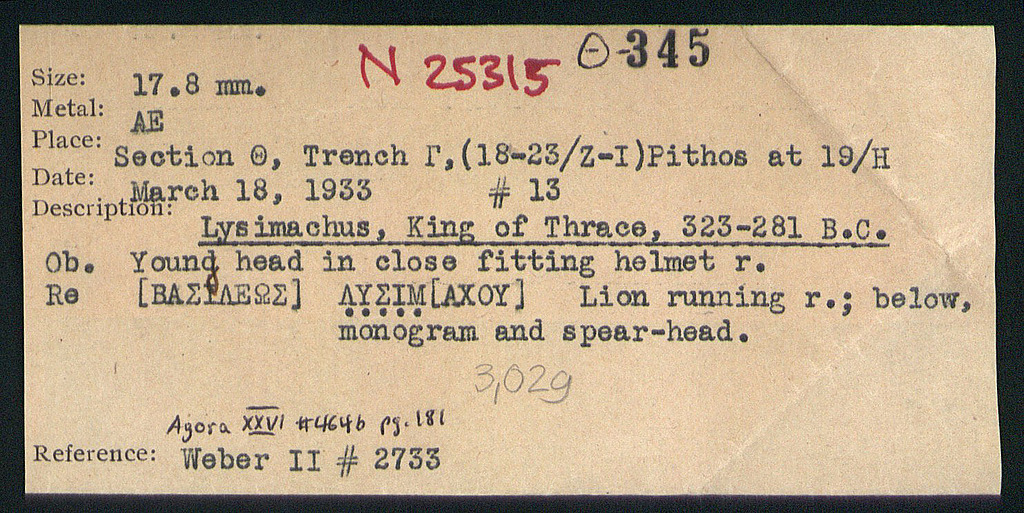 N 25315 Θ-345
Size: 17.8 mm.
Metal: AE
Place: Section Θ, Trench Γ,(18-23/Z-I)Pithos at 19/H
Date: March 18, 1933 # 13
Description:
Lysimachus, King of Thrace, 323-281 B.C.
Ob. Young head in close fitting helmet r.
Re [ΒΑΣΙΛΕΩΣ] ΛΥΣΙΜ[ΑΧΟΥ] Lion running r.; below,
monogram and spear-head.
3,02g
Agora XXVI #464b pg. 181
Reference: Weber II # 2733